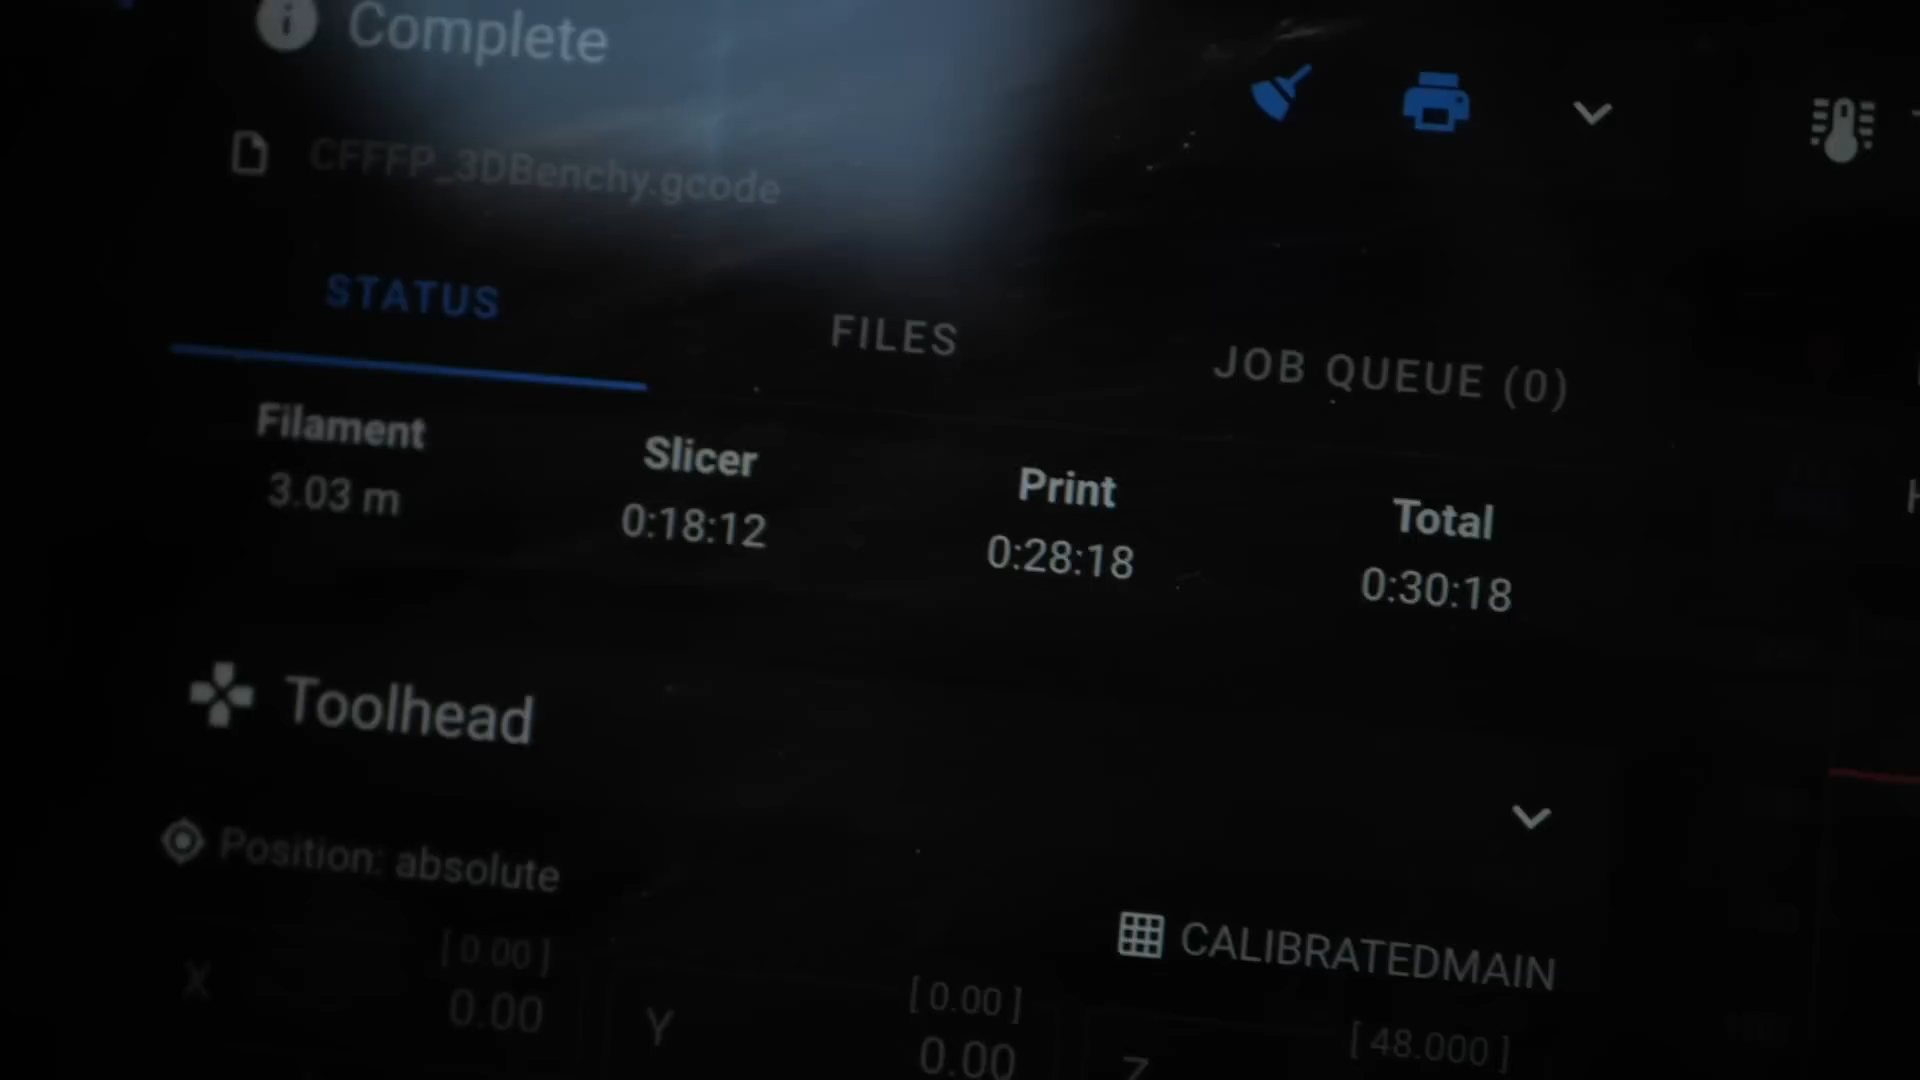 Complete
CFFFP_3DBenchy.gcode
STATUS FILES JOB QUEUE (0)
Filament Slicer Print Total
3.03 m 0:18:12 0:28:18 0:30:18
Toolhead
Position: absolute
CALIBRATEDMAIN
[ 0.00 ] [ 0.00 ] [ 48.000 ]
X 0.00 Y 0.00 Z